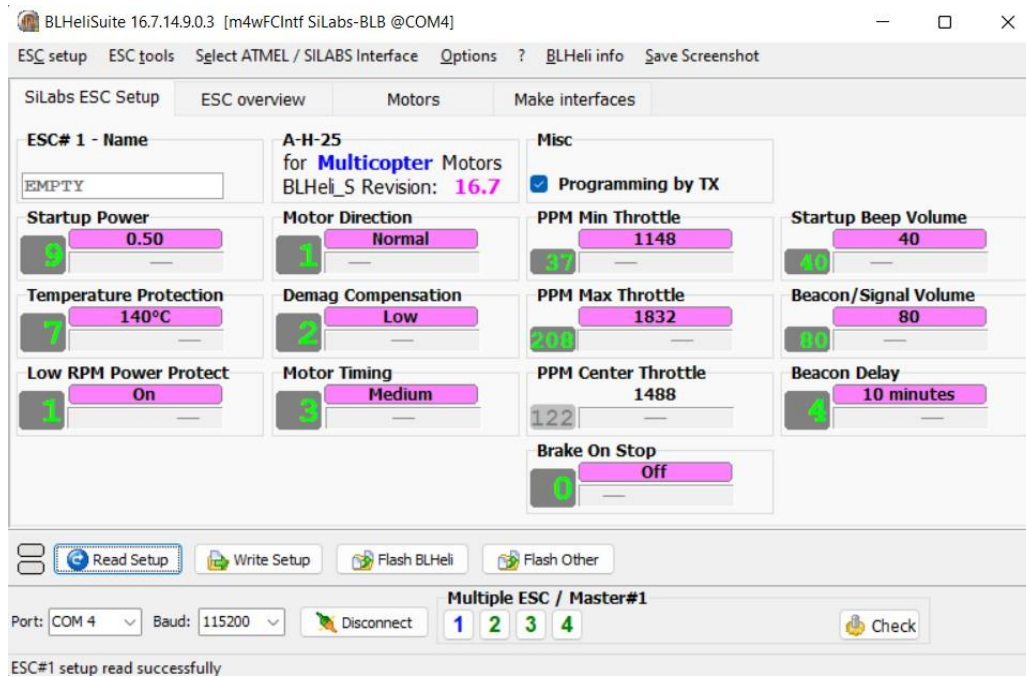 BLHeliSuite 16.7.14.9.0.3 [m4wFCIntf SiLabs-BLB @COM4]
ESC setup ESC tools Select ATMEL / SILABS Interface Options ? BLHeli info Save Screenshot
SiLabs ESC Setup ESC overview Motors Make interfaces
ESC# 1 - Name
EMPTY
A-H-25
for Multicopter Motors
BLHeli_S Revision: 16.7
Misc
Programming by TX
Startup Power
0.50
9
Motor Direction
Normal
1
PPM Min Throttle
1148
37
Startup Beep Volume
40
40
Temperature Protection
140°C
7
Demag Compensation
Low
2
PPM Max Throttle
1832
208
Beacon/Signal Volume
80
80
Low RPM Power Protect
On
1
Motor Timing
Medium
3
PPM Center Throttle
1488
122
Beacon Delay
10 minutes
4
Brake On Stop
Off
0
Read Setup Write Setup Flash BLHeli Flash Other
Multiple ESC / Master#1
Port: COM 4 Baud: 115200 Disconnect 1 2 3 4 Check
ESC#1 setup read successfully